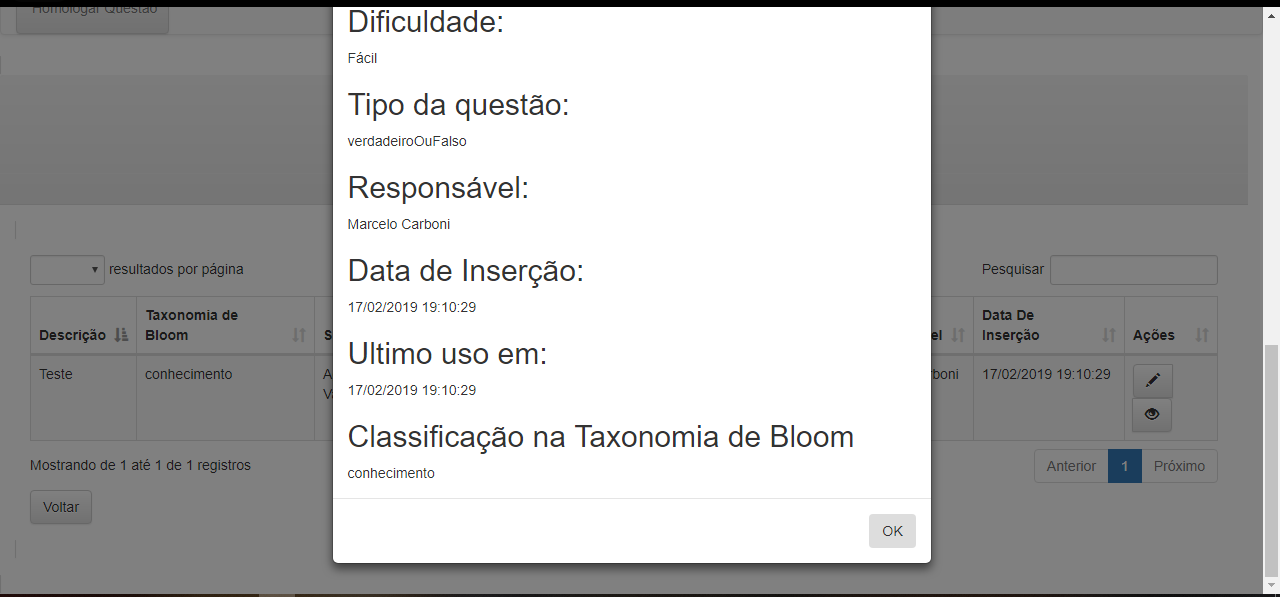 Homologar Questão
Dificuldade:
Fácil
Tipo da questão:
verdadeiroOuFalso
Responsável:
Marcelo Carboni
Data de Inserção:
17/02/2019 19:10:29
Ultimo uso em:
17/02/2019 19:10:29
Classificação na Taxonomia de Bloom
conhecimento
OK
resultados por página
Pesquisar
Descrição
Taxonomia de
Bloom
S
el
Data De
Inserção
Ações
Teste
conhecimento
A
V
boni
17/02/2019 19:10:29
Mostrando de 1 até 1 de 1 registros
Anterior 1 Próximo
Voltar